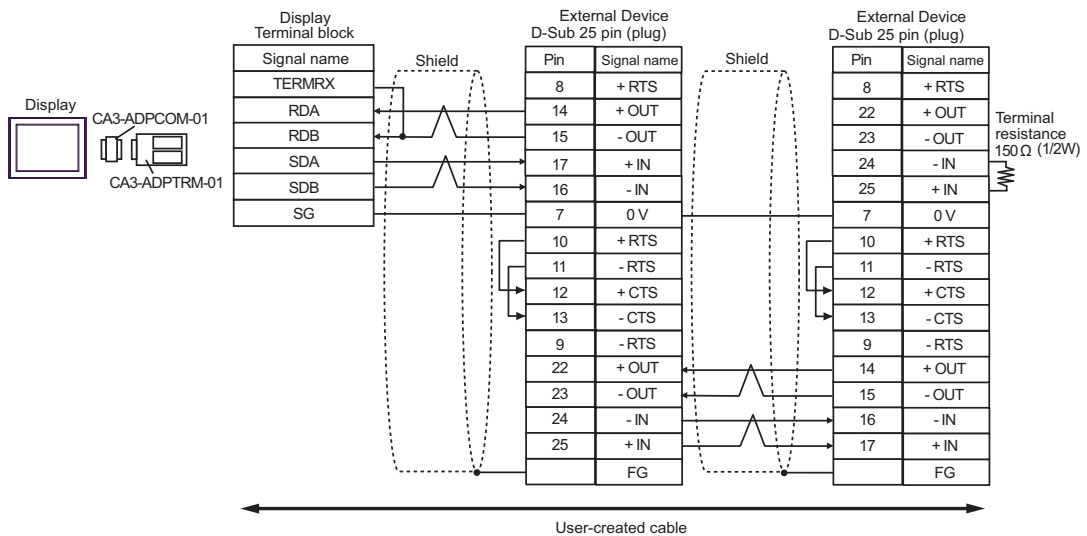 Display
CA3-ADPCOM-01
CA3-ADPTRM-01
Display
Terminal block
Signal name
TERMRX
RDA
RDB
SDA
SDB
SG
Shield
External Device
D-Sub 25 pin (plug)
Pin Signal name
8 + RTS
14 + OUT
15 - OUT
17 + IN
16 - IN
7 0 V
10 + RTS
11 - RTS
12 + CTS
13 - CTS
9 - RTS
22 + OUT
23 - OUT
24 - IN
25 + IN
FG
Shield
External Device
D-Sub 25 pin (plug)
Pin Signal name
8 + RTS
22 + OUT
23 - OUT
24 - IN
25 + IN
7 0 V
10 + RTS
11 - RTS
12 + CTS
13 - CTS
9 - RTS
14 + OUT
15 - OUT
16 - IN
17 + IN
FG
Terminal
resistance
150Ω (1/2W)
User-created cable